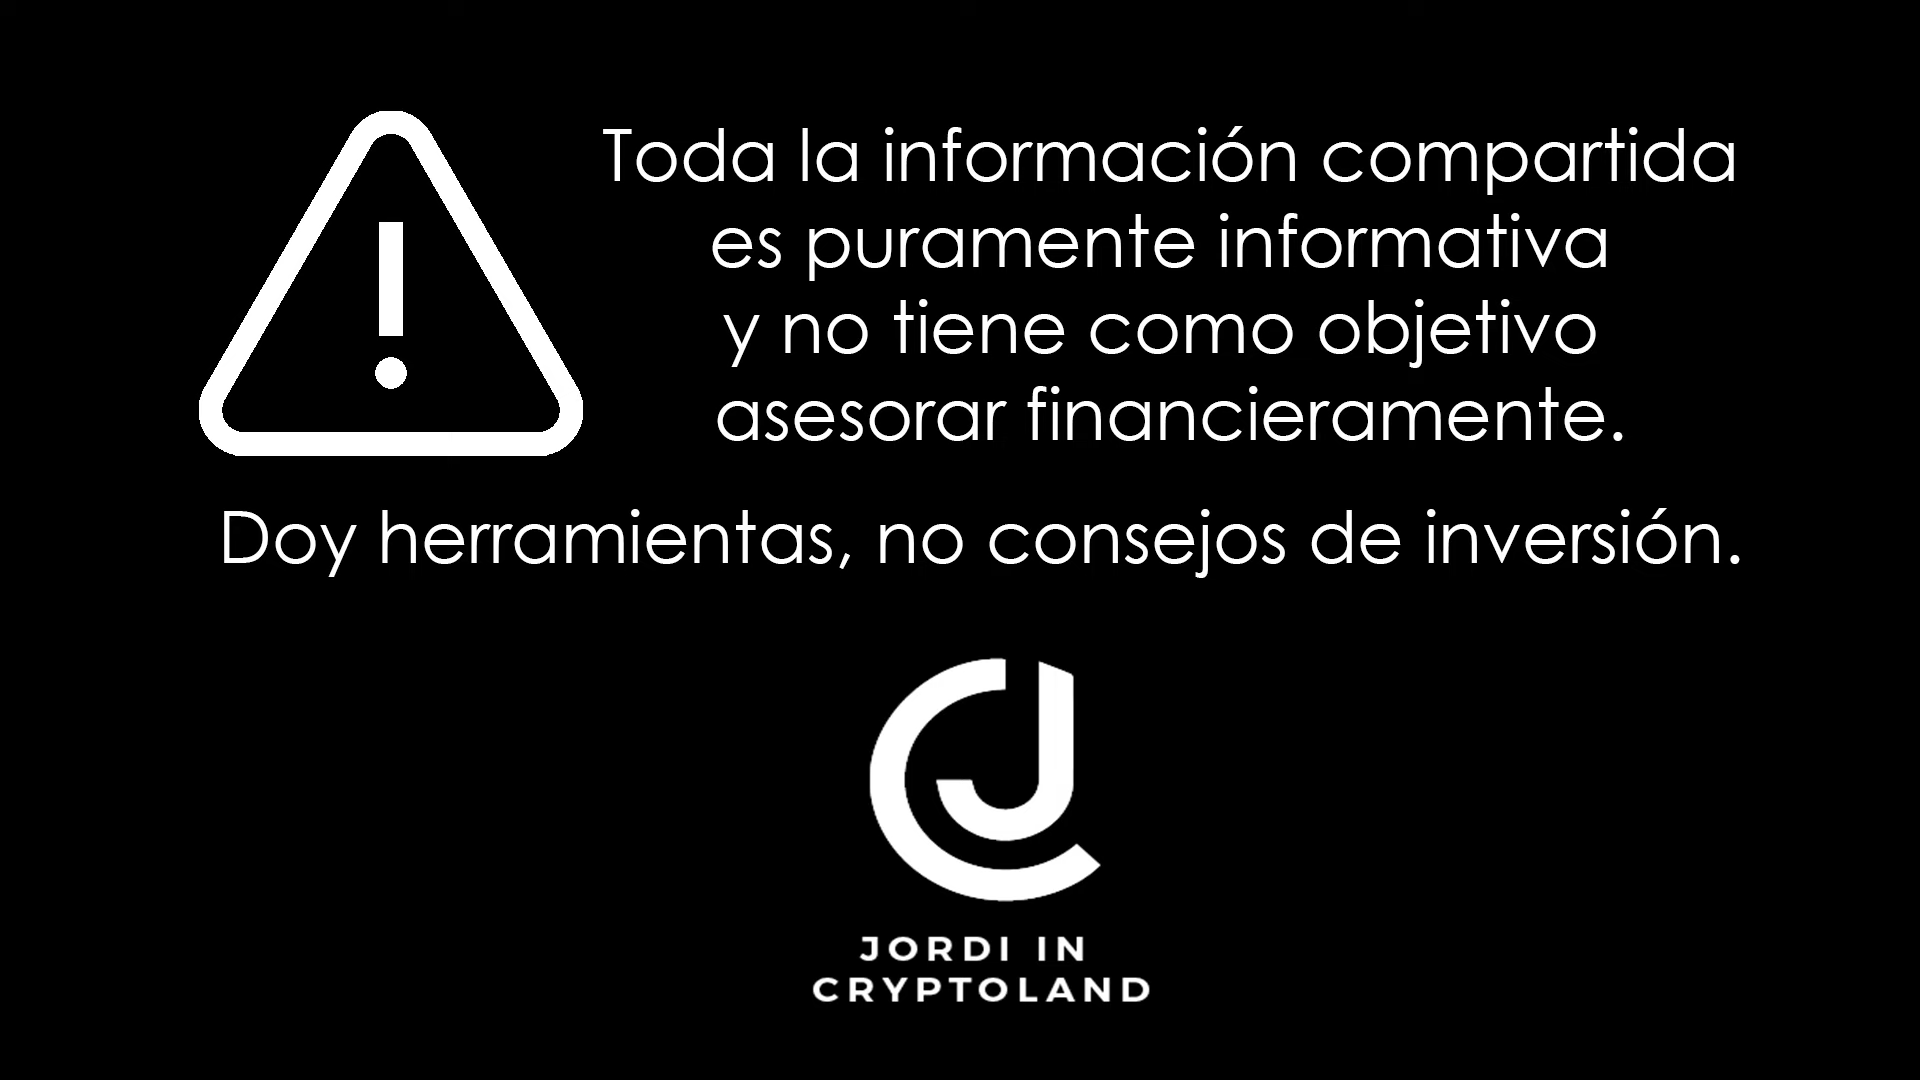 Toda la información compartida
es puramente informativa
y no tiene como objetivo
asesorar financieramente.
Doy herramientas, no consejos de inversión.
JORDI IN
CRYPTOLAND